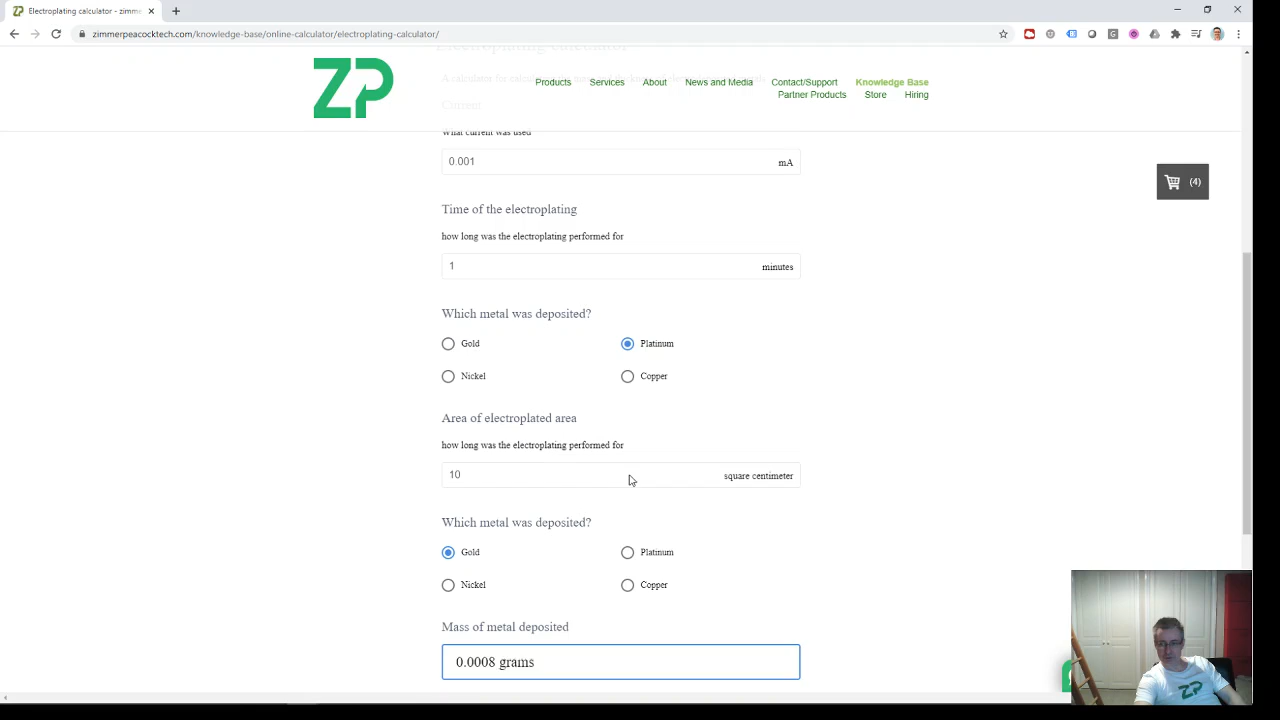 Electroplating calculator - zimme
zimmerpeacocktech.com/knowledge-base/online-calculator/electroplating-calculator/
Electroplating calculator
ZP
Products Services About News and Media Contact/Support Knowledge Base
Partner Products Store Hiring
Current
What current was used
0.001 mA
(4)
Time of the electroplating
how long was the electroplating performed for
1 minutes
Which metal was deposited?
Gold Platinum
Nickel Copper
Area of electroplated area
how long was the electroplating performed for
10 square centimeter
Which metal was deposited?
Gold Platinum
Nickel Copper
Mass of metal deposited
0.0008 grams
ZP